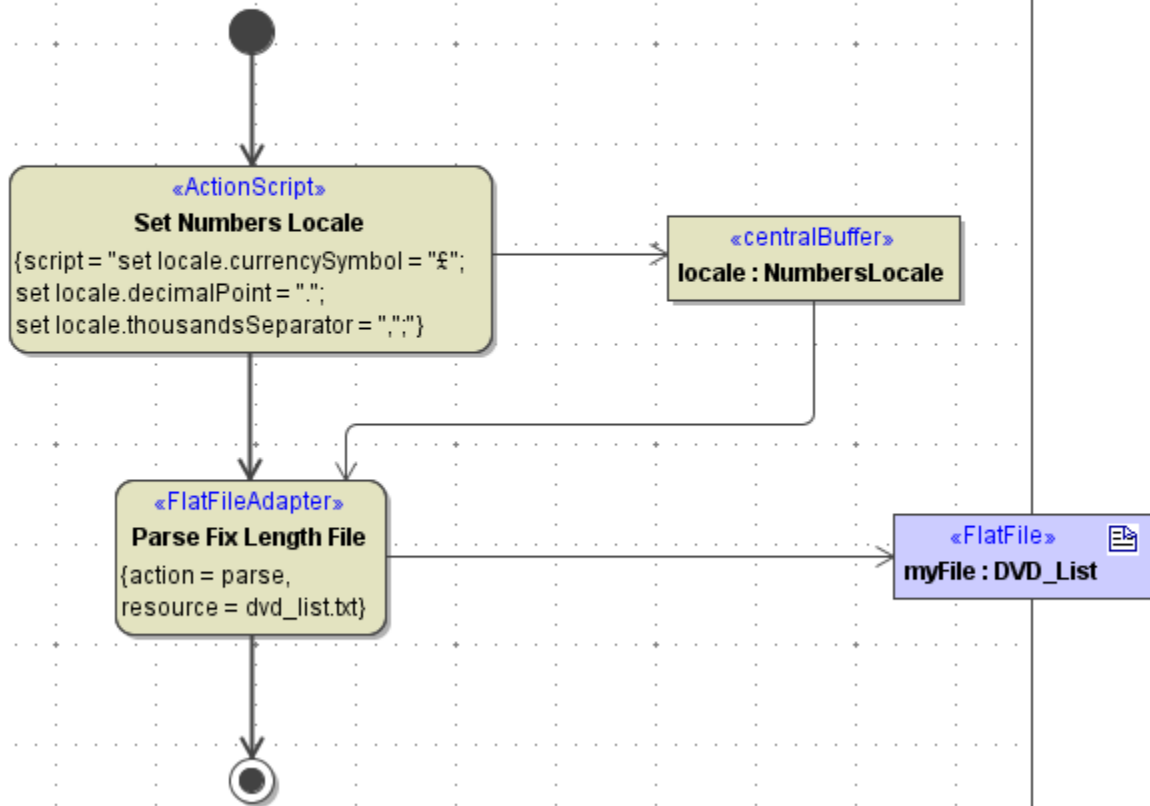 «ActionScript»
Set Numbers Locale
{script = "set locale.currencySymbol = "£";
set locale.decimalPoint = ".";
set locale.thousandsSeparator = ",";"}
«centralBuffer»
locale : NumbersLocale
«FlatFileAdapter»
Parse Fix Length File
{action = parse,
resource = dvd_list.txt}
«FlatFile»
myFile : DVD_List